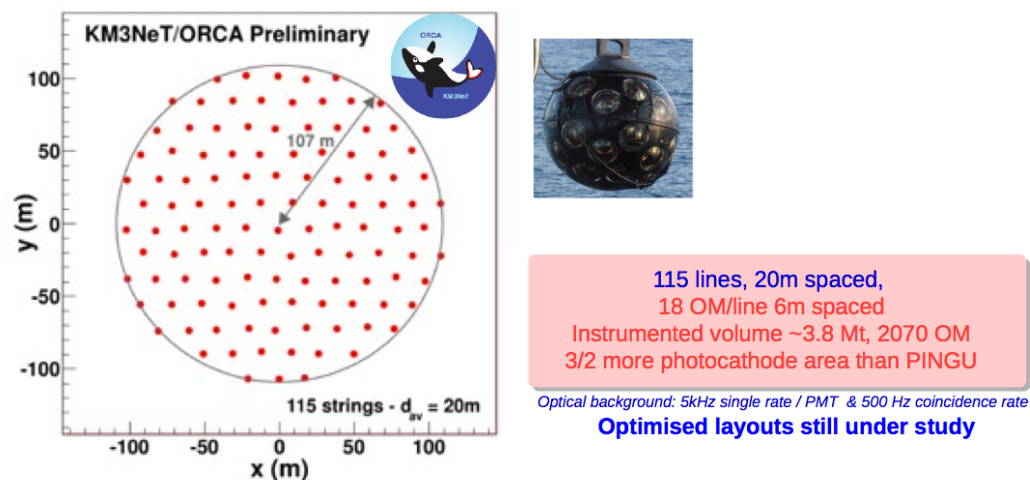 KM3NeT/ORCA Preliminary
ORCA
KM3NeT
107 m
115 strings - dav = 20m
y (m)
100
50
0
-50
-100
-100
-50
0
50
100
x (m)
115 lines, 20m spaced,
18 OM/line 6m spaced
Instrumented volume ~3.8 Mt, 2070 OM
3/2 more photocathode area than PINGU
Optical background: 5kHz single rate / PMT & 500 Hz coincidence rate
Optimised layouts still under study